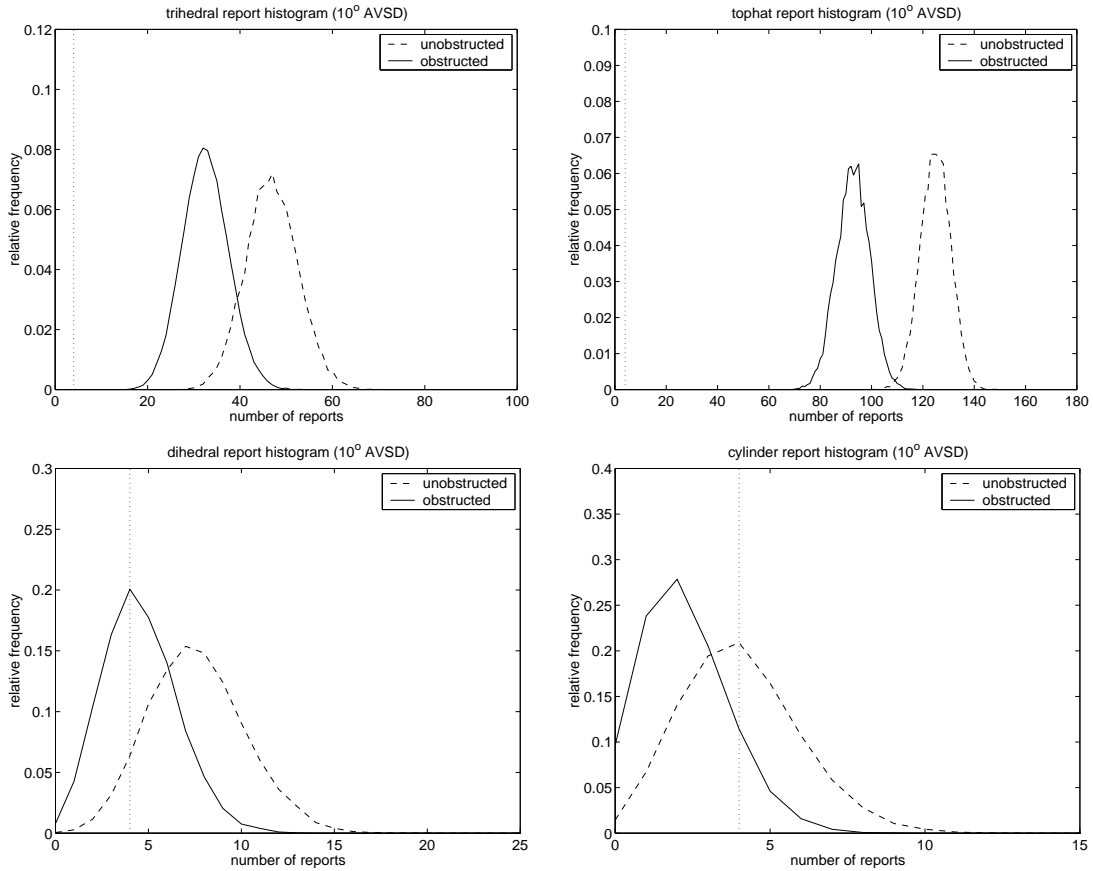 trihedral report histogram (10° AVSD)
0.12
0.1
0.08
0.06
0.04
0.02
0
relative frequency
unobstructed
obstructed
0 20 40 60 80 100
number of reports
tophat report histogram (10° AVSD)
0.1
0.09
0.08
0.07
0.06
0.05
0.04
0.03
0.02
0.01
0
relative frequency
unobstructed
obstructed
0 20 40 60 80 100 120 140 160 180
number of reports
dihedral report histogram (10° AVSD)
0.3
0.25
0.2
0.15
0.1
0.05
0
relative frequency
unobstructed
obstructed
0 5 10 15 20 25
number of reports
cylinder report histogram (10° AVSD)
0.4
0.35
0.3
0.25
0.2
0.15
0.1
0.05
0
relative frequency
unobstructed
obstructed
0 5 10 15
number of reports